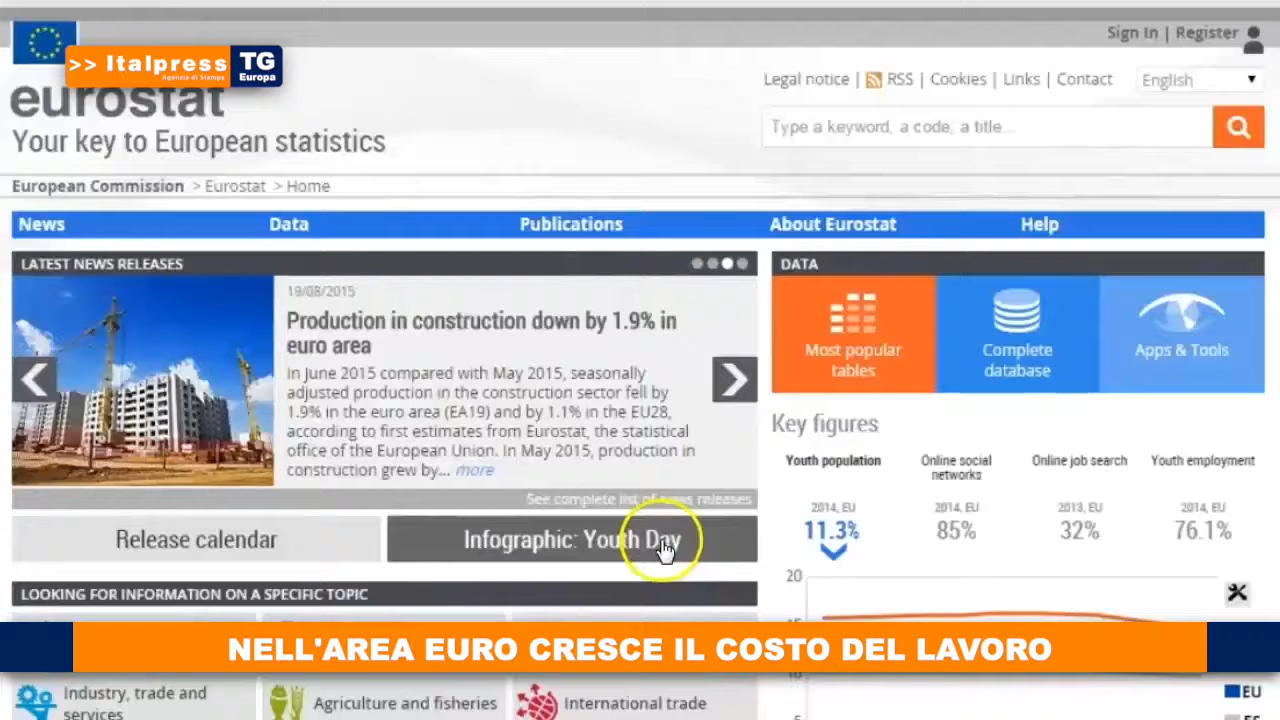 Sign In | Register
>> Italpress TG
Agenzia di Stampa Europa
eurostat
Your key to European statistics
Legal notice | RSS | Cookies | Links | Contact
English
Type a keyword, a code, a title...
European Commission > Eurostat > Home
News Data Publications About Eurostat Help
LATEST NEWS RELEASES
19/08/2015
Production in construction down by 1.9% in
euro area
In June 2015 compared with May 2015, seasonally
adjusted production in the construction sector fell by
1.9% in the euro area (EA19) and by 1.1% in the EU28,
according to first estimates from Eurostat, the statistical
office of the European Union. In May 2015, production in
construction grew by... more
See complete list of news releases
Release calendar
Infographic: Youth Day
DATA
Most popular
tables
Complete
database
Apps & Tools
Key figures
Youth population
2014, EU
11.3%
Online social
networks
2014, EU
85%
Online job search
2013, EU
32%
Youth employment
2014, EU
76.1%
20
LOOKING FOR INFORMATION ON A SPECIFIC TOPIC
NELL'AREA EURO CRESCE IL COSTO DEL LAVORO
Industry, trade and
services
Agriculture and fisheries
International trade
EU